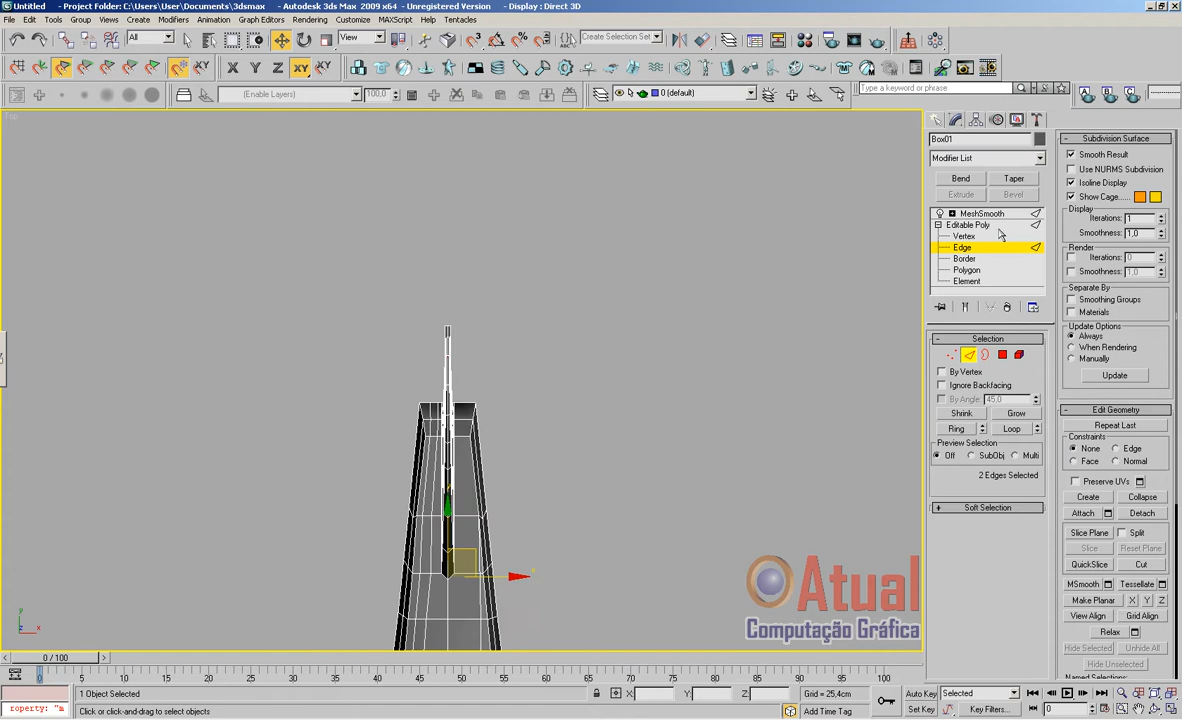 Untitled - Project Folder: C:\Users\User\Documents\3dsmax - Autodesk 3ds Max 2009 x64 - Unregistered Version - Display : Direct 3D
File Edit Tools Group Views Create Modifiers Animation Graph Editors Rendering Customize MAXScript Help Tentacles
All View Create Selection Set
X Y Z XY
(Enable Layers) 100,0 0 (default) Type a keyword or phrase A B C
Top
Box01
Modifier List
Bend Taper
Extrude Bevel
MeshSmooth
Editable Poly
Vertex
Edge
Border
Polygon
Element
Selection
By Vertex
Ignore Backfacing
By Angle: 45,0
Shrink Grow
Ring Loop
Preview Selection
Off SubObj Multi
2 Edges Selected
Soft Selection
Subdivision Surface
Smooth Result
Use NURMS Subdivision
Isoline Display
Show Cage......
Display
Iterations: 1
Smoothness: 1,0
Render
Iterations: 0
Smoothness: 1,0
Separate By
Smoothing Groups
Materials
Update Options
Always
When Rendering
Manually
Update
Edit Geometry
Repeat Last
Constraints
None Edge
Face Normal
Preserve UVs
Create Collapse
Attach Detach
Slice Plane Split
Slice Reset Plane
QuickSlice Cut
MSmooth Tessellate
Make Planar X Y Z
View Align Grid Align
Relax
Hide Selected Unhide All
Hide Unselected
Named Selections:
Atual
Computação Gráfica
y
x
z
0 / 100
0 5 10 15 20 25 30 35 40 45 50 55 60 65 70 75 80 85 90 95 100
1 Object Selected X: Y: Z: Grid = 25,4cm Auto Key Selected
roperty: "m Click or click-and-drag to select objects Add Time Tag Set Key Key Filters... 0